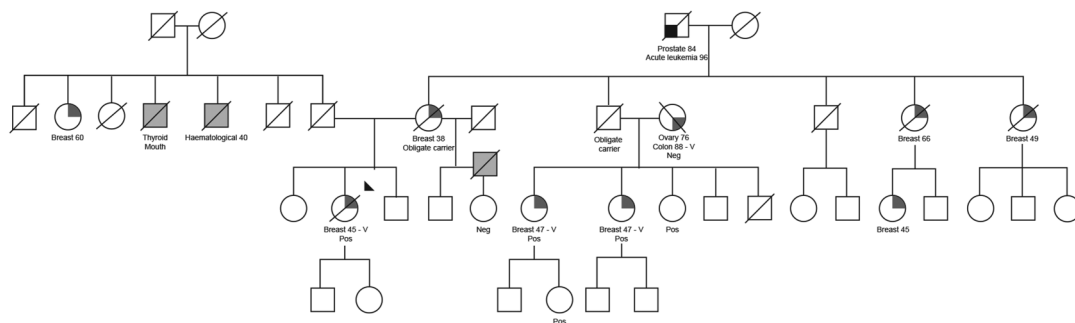 Prostate 84
Acute leukemia 96
Breast 60
Thyroid
Mouth
Haematological 40
Breast 38
Obligate carrier
Obligate
carrier
Ovary 76
Colon 88 - V
Neg
Breast 66
Breast 49
Breast 45 - V
Pos
Neg
Breast 47 - V
Pos
Breast 47 - V
Pos
Pos
Breast 45
Pos